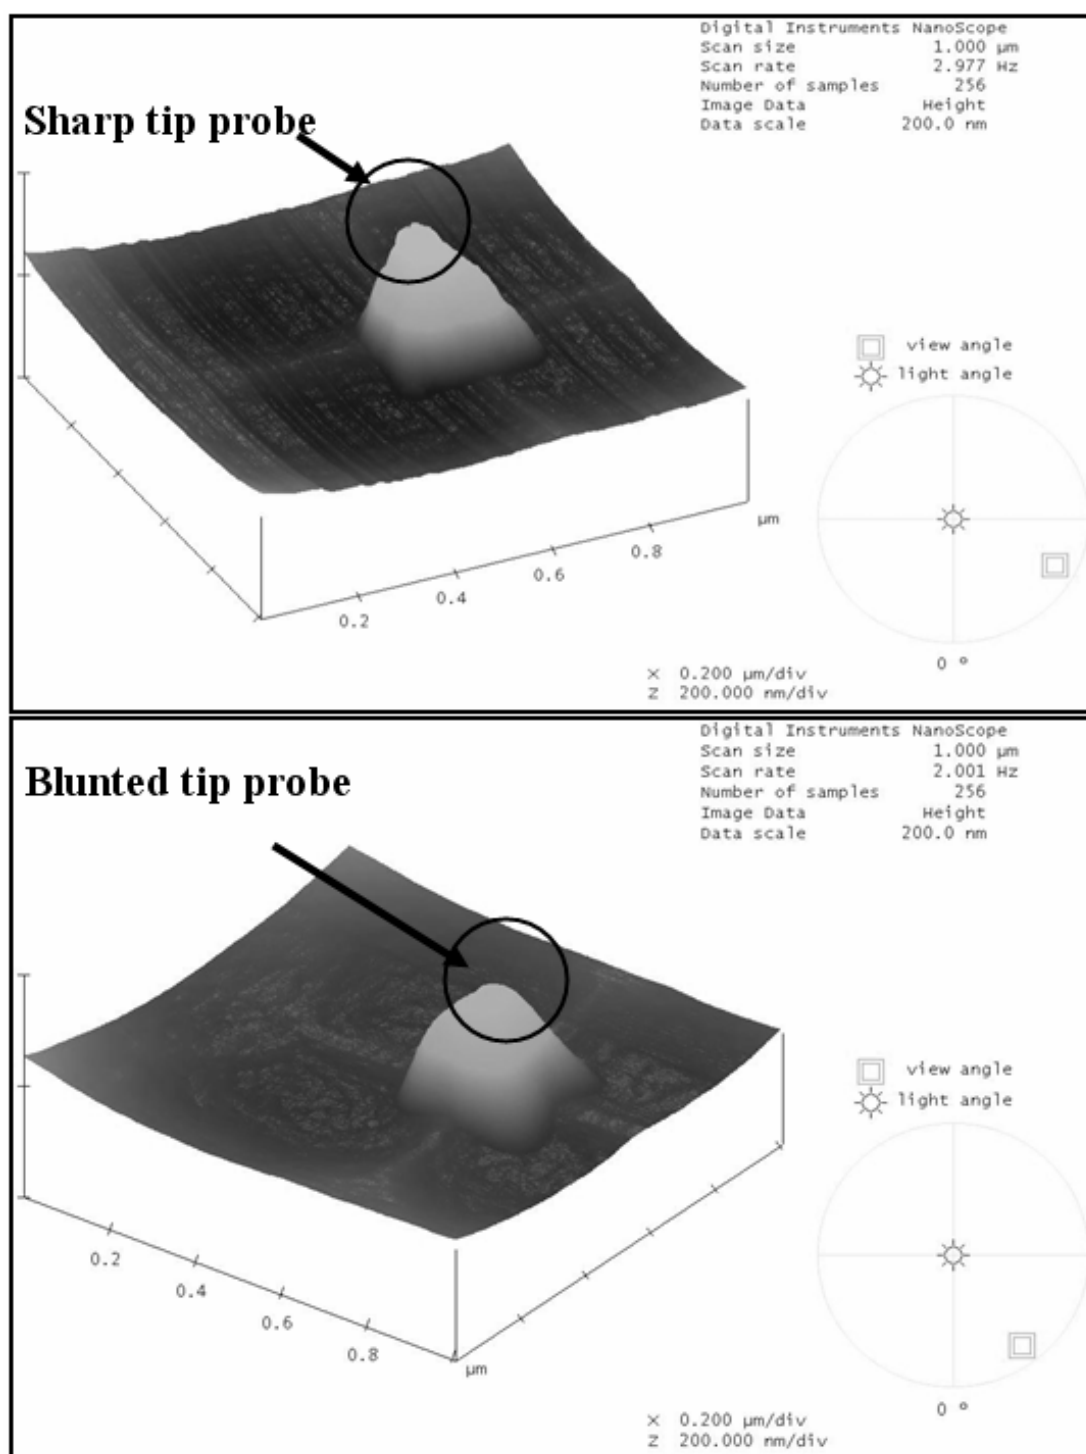 Digital Instruments NanoScope
Scan size 1.000 µm
Scan rate 2.977 Hz
Number of samples 256
Image Data Height
Data scale 200.0 nm
Sharp tip probe
view angle
light angle
µm
0.8
0.6
0.4
0.2
0 º
X 0.200 µm/div
Z 200.000 nm/div
Digital Instruments NanoScope
Scan size 1.000 µm
Scan rate 2.001 Hz
Number of samples 256
Image Data Height
Data scale 200.0 nm
Blunted tip probe
view angle
light angle
0.2
0.4
0.6
0.8
µm
0 º
X 0.200 µm/div
Z 200.000 nm/div